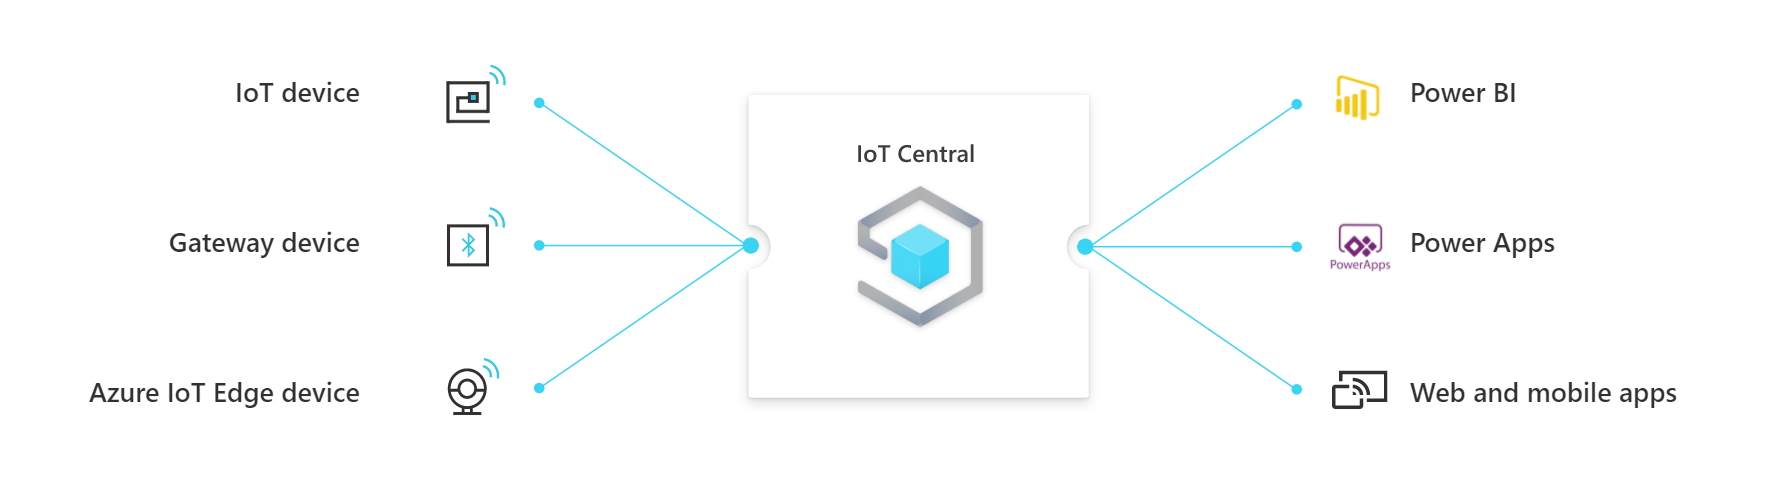 IoT device
Power BI
IoT Central
Gateway device
Power Apps
PowerApps
Azure IoT Edge device
Web and mobile apps